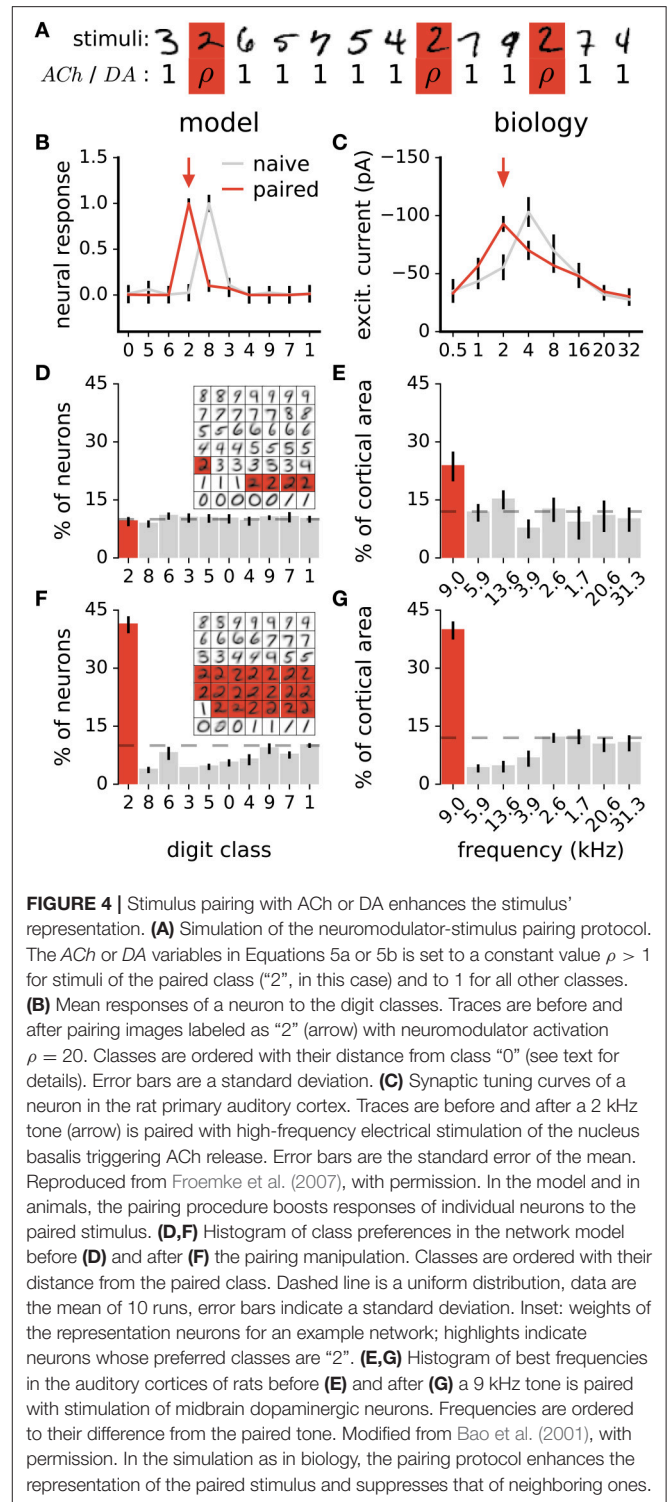 A stimuli: 3 2 6 5 7 5 4 2 7 9 2 7 4
ACh / DA : 1 ρ 1 1 1 1 1 ρ 1 1 ρ 1 1
model
B
neural response
1.5
1.0
0.5
0.0
naive
paired
0 5 6 2 8 3 4 9 7 1
biology
C
excit. current (pA)
−150
−100
−50
0
0.5 1 2 4 8 16 20 32
D
% of neurons
45
30
15
0
2 8 6 3 5 0 4 9 7 1
E
% of cortical area
45
30
15
0
9.0 5.9 13.6 3.9 2.6 1.7 20.6 31.3
F
% of neurons
45
30
15
0
2 8 6 3 5 0 4 9 7 1
digit class
G
% of cortical area
45
30
15
0
9.0 5.9 13.6 3.9 2.6 1.7 20.6 31.3
frequency (kHz)
FIGURE 4 | Stimulus pairing with ACh or DA enhances the stimulus’
representation. (A) Simulation of the neuromodulator-stimulus pairing protocol.
The ACh or DA variables in Equations 5a or 5b is set to a constant value ρ > 1
for stimuli of the paired class (“2”, in this case) and to 1 for all other classes.
(B) Mean responses of a neuron to the digit classes. Traces are before and
after pairing images labeled as “2” (arrow) with neuromodulator activation
ρ = 20. Classes are ordered with their distance from class “0” (see text for
details). Error bars are a standard deviation. (C) Synaptic tuning curves of a
neuron in the rat primary auditory cortex. Traces are before and after a 2 kHz
tone (arrow) is paired with high-frequency electrical stimulation of the nucleus
basalis triggering ACh release. Error bars are the standard error of the mean.
Reproduced from Froemke et al. (2007), with permission. In the model and in
animals, the pairing procedure boosts responses of individual neurons to the
paired stimulus. (D,F) Histogram of class preferences in the network model
before (D) and after (F) the pairing manipulation. Classes are ordered with their
distance from the paired class. Dashed line is a uniform distribution, data are
the mean of 10 runs, error bars indicate a standard deviation. Inset: weights of
the representation neurons for an example network; highlights indicate
neurons whose preferred classes are “2”. (E,G) Histogram of best frequencies
in the auditory cortices of rats before (E) and after (G) a 9 kHz tone is paired
with stimulation of midbrain dopaminergic neurons. Frequencies are ordered
to their difference from the paired tone. Modified from Bao et al. (2001), with
permission. In the simulation as in biology, the pairing protocol enhances the
representation of the paired stimulus and suppresses that of neighboring ones.